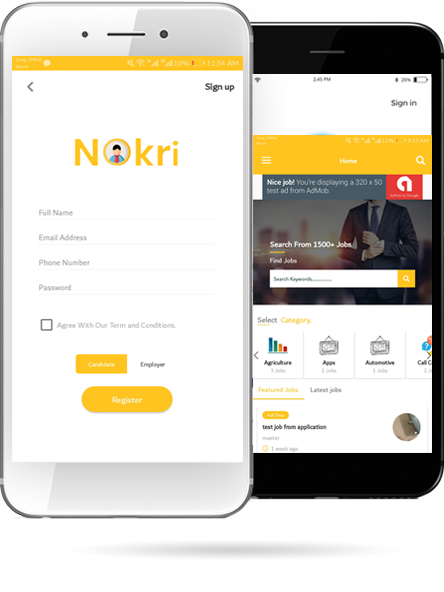 11:54 AM
10%
Sign up
Nokri
Full Name
Email Address
Phone Number
Password
Agree With Our Term and Conditions.
Candidate
Employer
Register
2:45 PM
20%
Sign in
Home
Nice job! You're displaying a 320 x 50
test ad from AdMob.
Search From 1500+ Jobs
Find Jobs
Search Keywords...............
Select Category.
Agriculture
Apps
Automotive
Call C
5 Jobs
1 Jobs
1 Jobs
2 J
Featured Jobs
Latest jobs
Full Time
test job from application
master
1 week ago